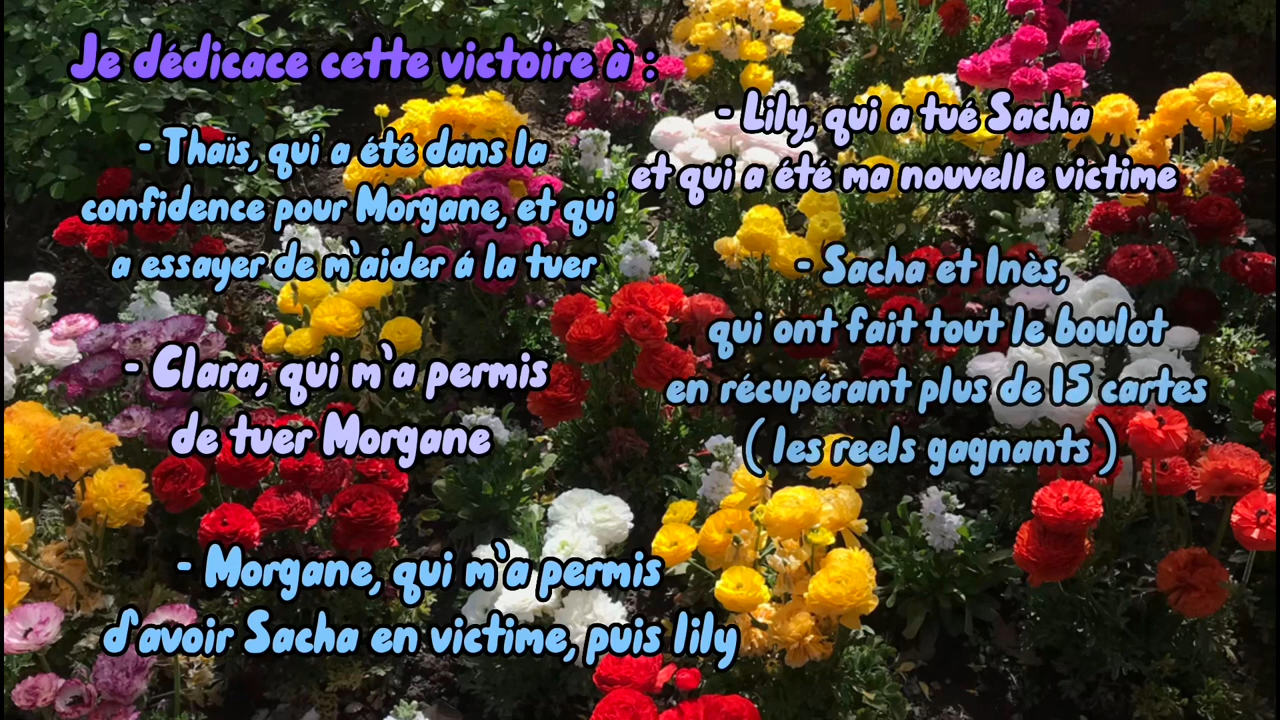 Je dédicace cette victoire à :
- Thaïs, qui a été dans la
confidence pour Morgane, et qui
a essayer de m'aider á la tuer
- Clara, qui m'a permis
de tuer Morgane
- Morgane, qui m'a permis
d'avoir Sacha en victime, puis lily
- Lily, qui a tué Sacha
et qui a été ma nouvelle victime
- Sacha et Inès,
qui ont fait tout le boulot
en récupérant plus de 15 cartes
( les reels gagnants )